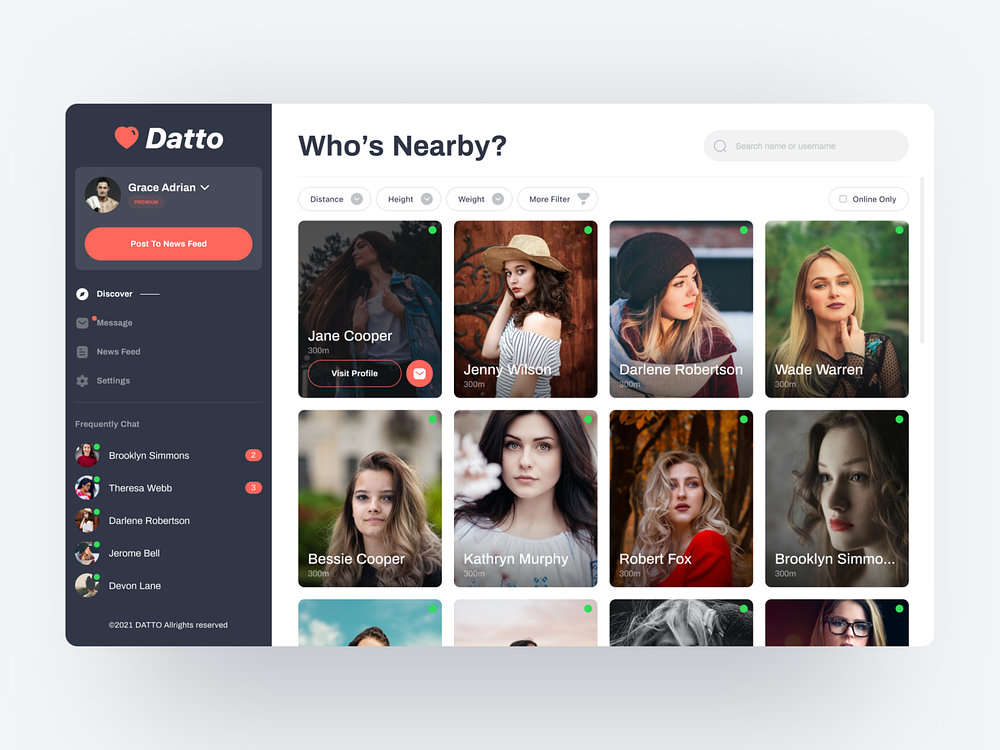 Datto
Grace Adrian
PREMIUM
Post To News Feed
Discover
Message
News Feed
Settings
Frequently Chat
Brooklyn Simmons
2
Theresa Webb
3
Darlene Robertson
Jerome Bell
Devon Lane
©2021 DATTO Allrights reserved
Who’s Nearby?
Search name or username
Distance
Height
Weight
More Filter
Online Only
Jane Cooper
300m
Visit Profile
Jenny Wilson
300m
Darlene Robertson
300m
Wade Warren
300m
Bessie Cooper
300m
Kathryn Murphy
300m
Robert Fox
300m
Brooklyn Simmo...
300m